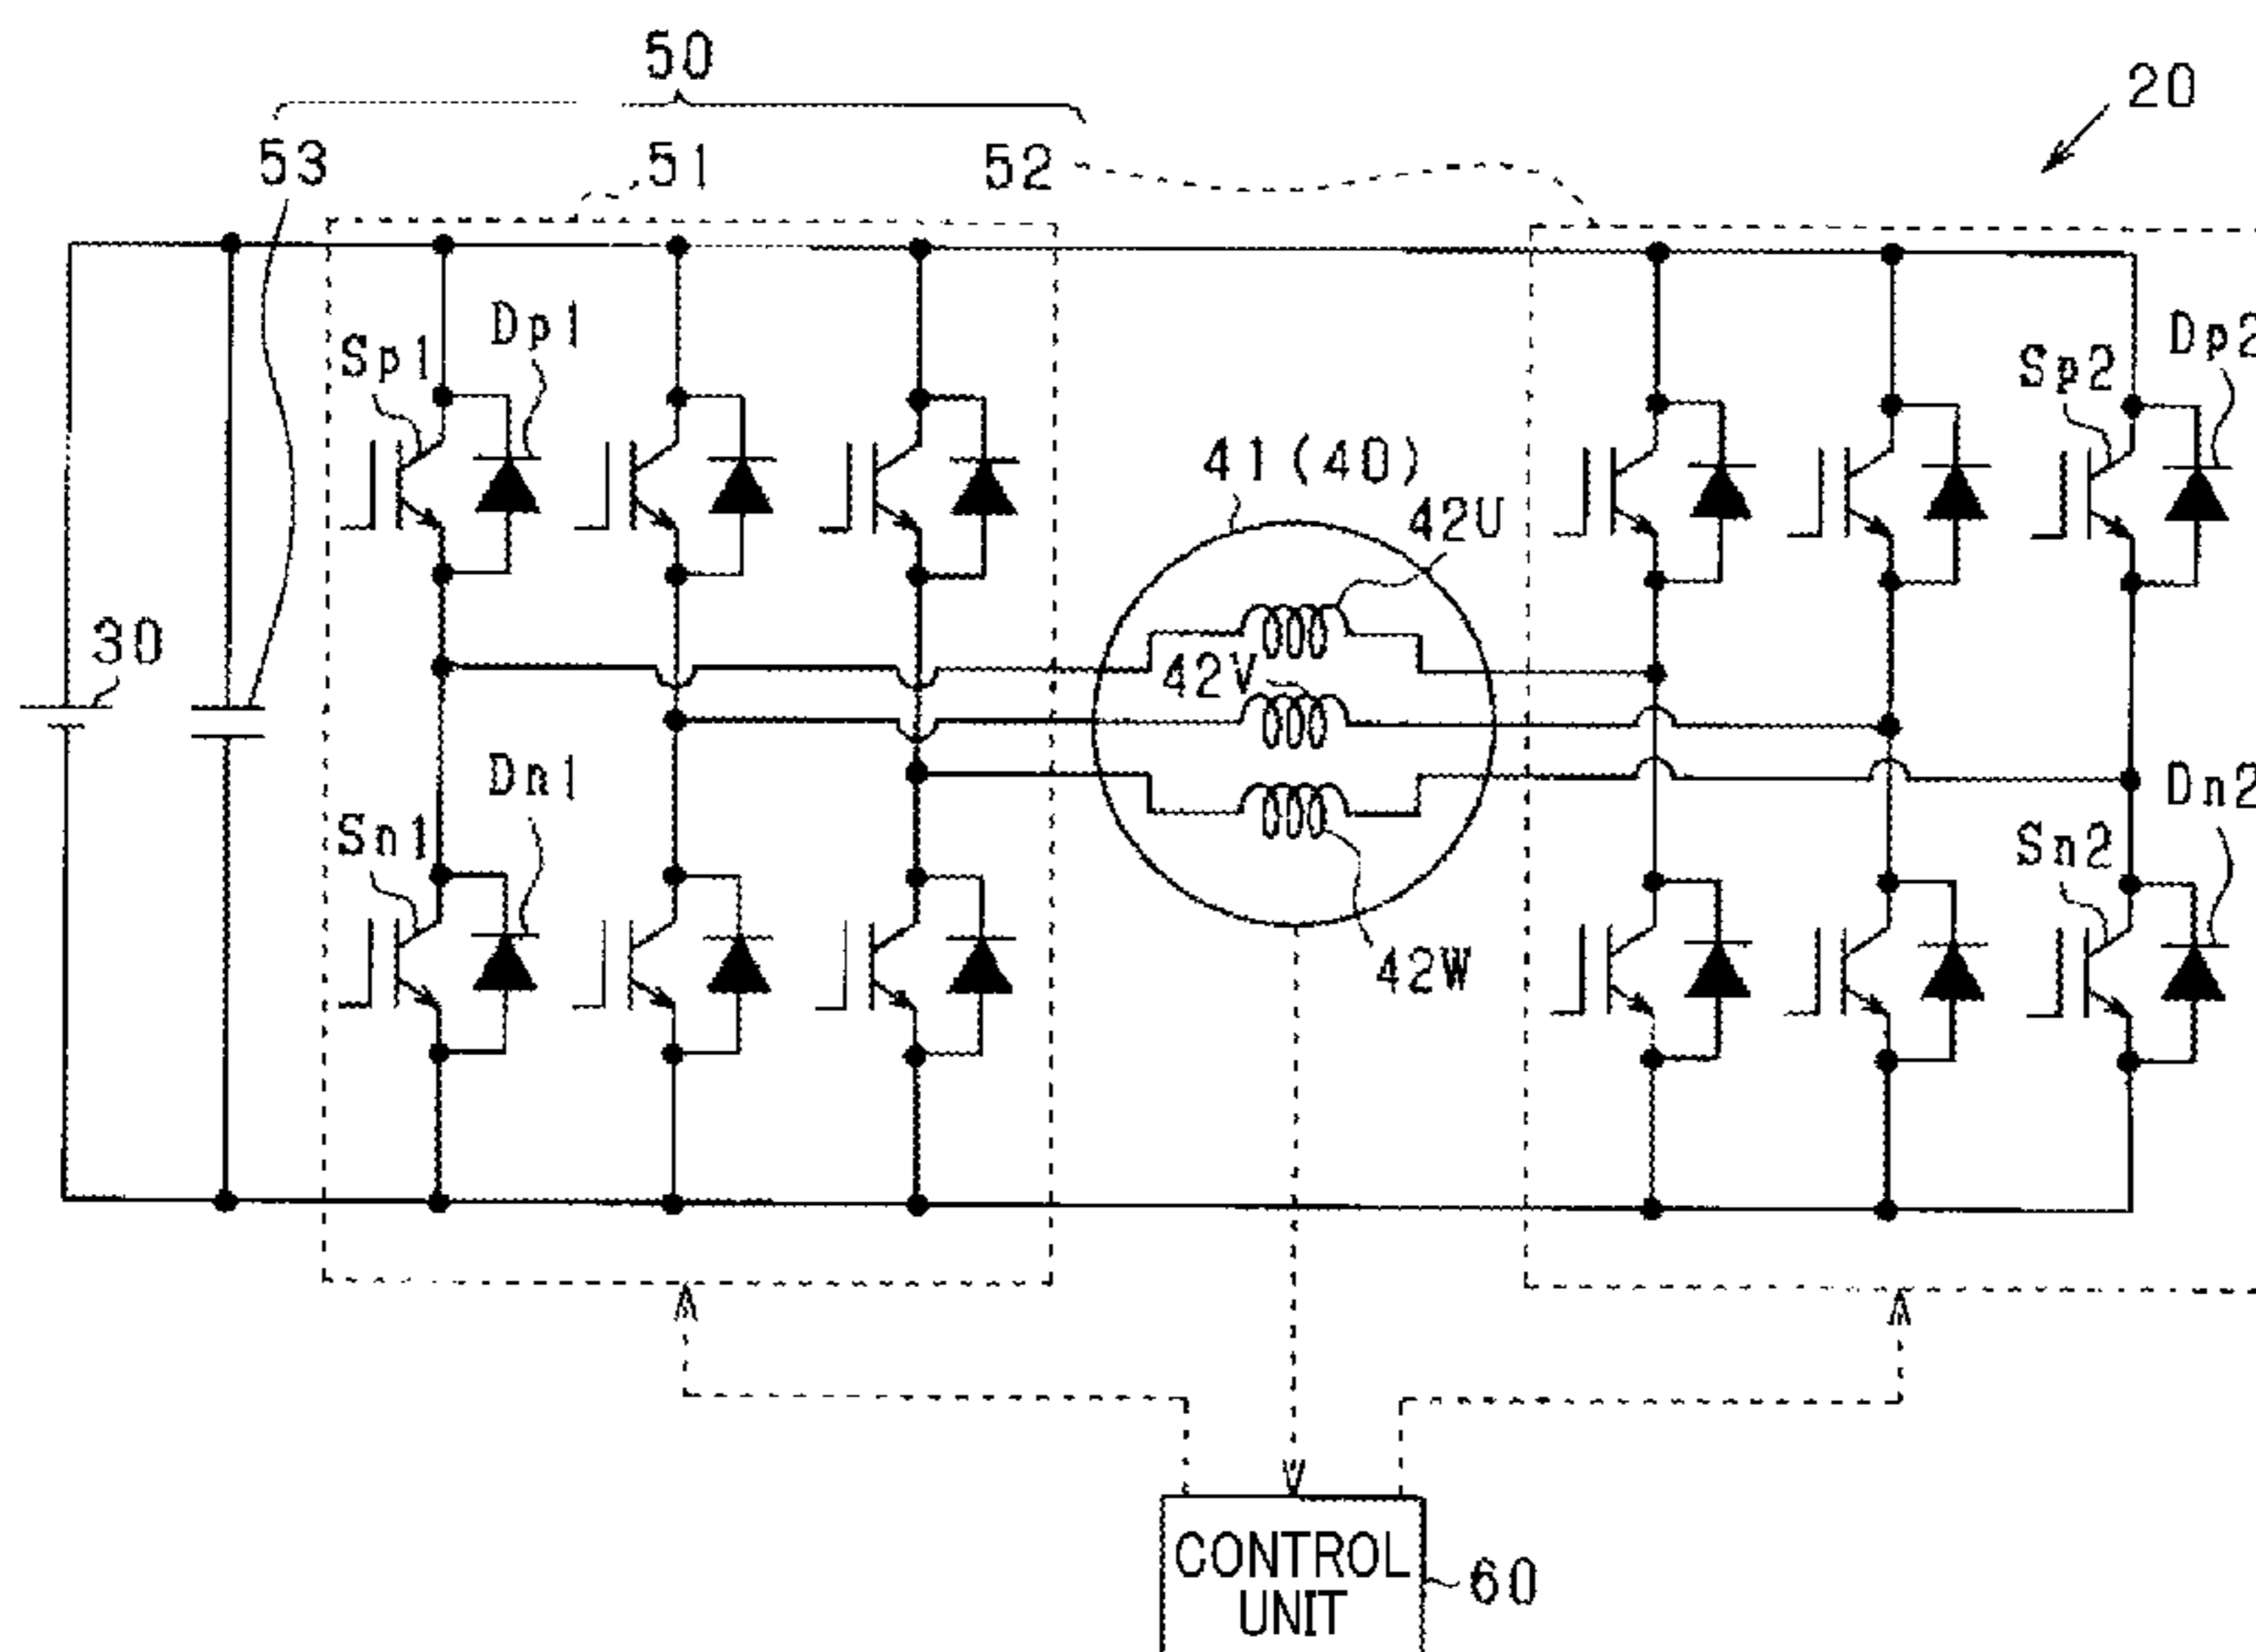 50
20
53
51
52
Sp1
Dp1
Sp2
Dp2
41(40)
42U
30
42V
Dn1
Sn1
Dn2
Sn2
42W
CONTROL
UNIT
60